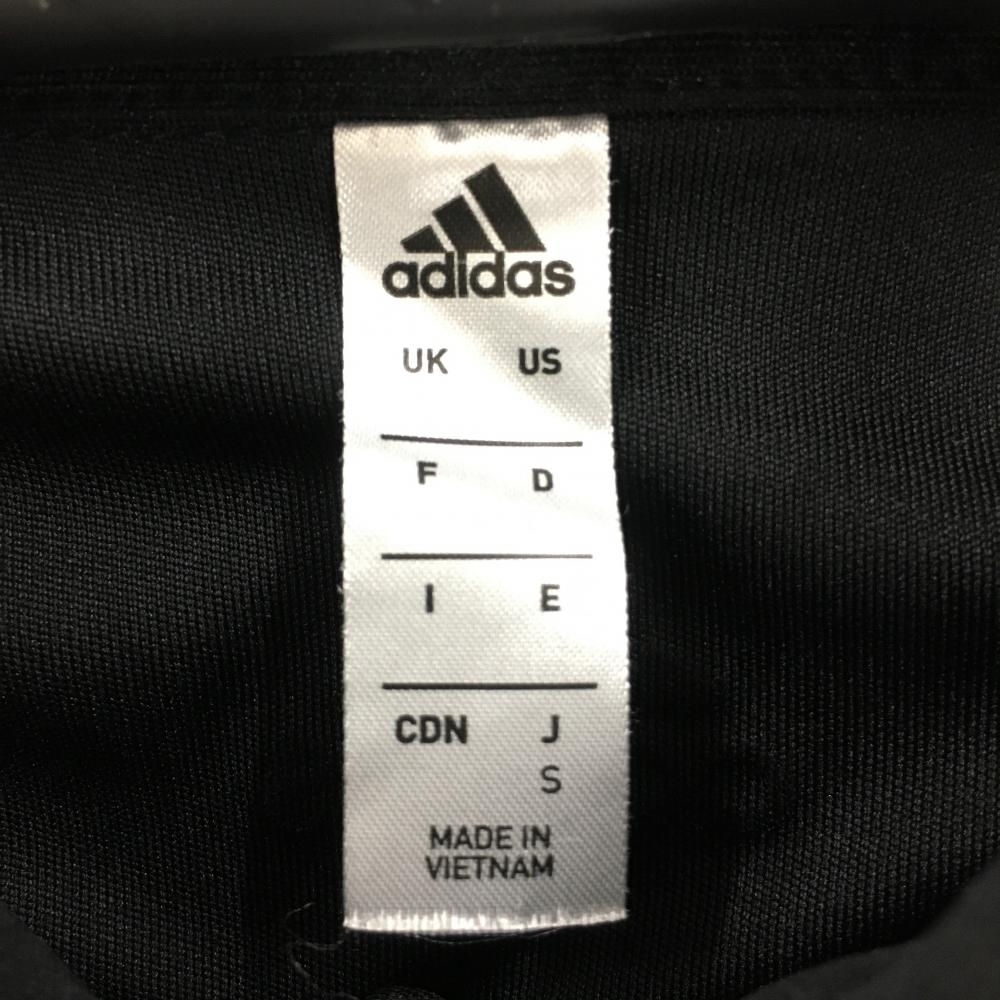 adidas
UK US
F D
I E
CDN J
S
MADE IN
VIETNAM